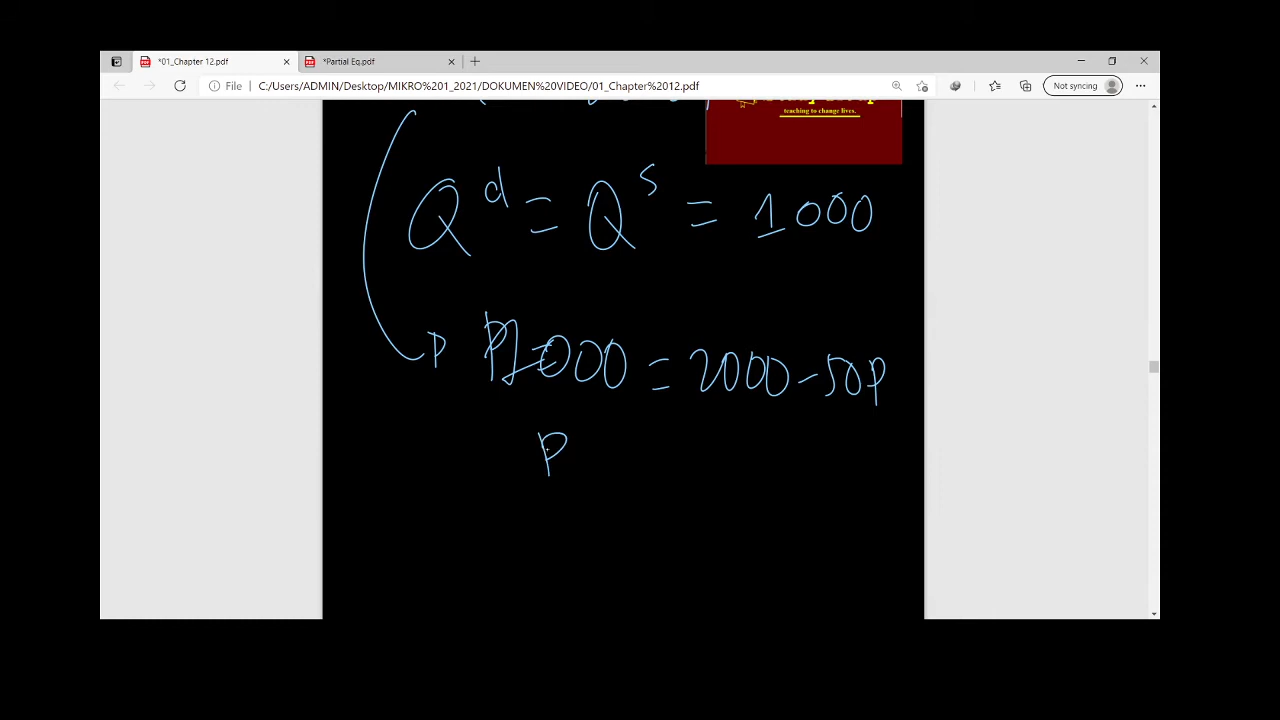 *01_Chapter 12.pdf
*Partial Eq.pdf
File
C:/Users/ADMIN/Desktop/MIKRO%201_2021/DOKUMEN%20VIDEO/01_Chapter%2012.pdf
Not syncing
teaching to change lives.
Q^d = Q^s = 1000
P 1000 = 2000 - 50P
P